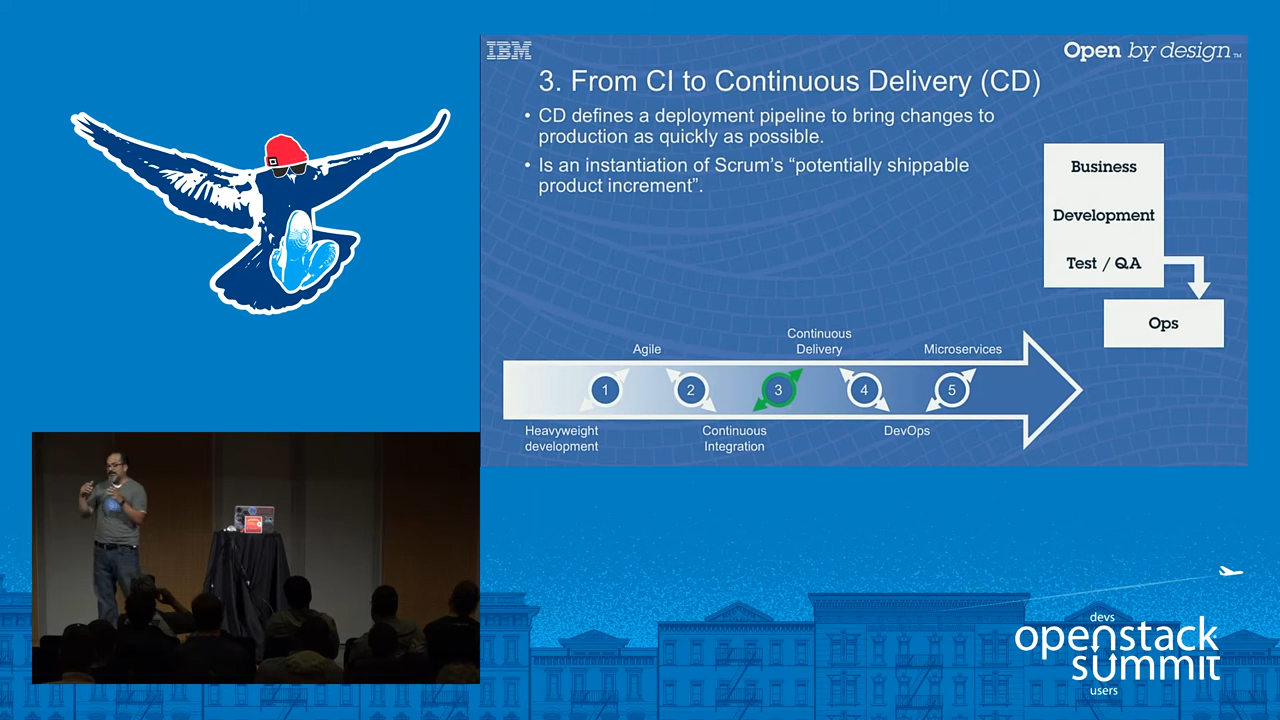 IBM
Open by design™
3. From CI to Continuous Delivery (CD)
• CD defines a deployment pipeline to bring changes to
production as quickly as possible.
• Is an instantiation of Scrum's “potentially shippable
product increment”.
Business
Development
Test / QA
Ops
Agile
Continuous
Delivery
Microservices
1
2
3
4
5
Heavyweight
development
Continuous
Integration
DevOps
devs
openstack
summit
users